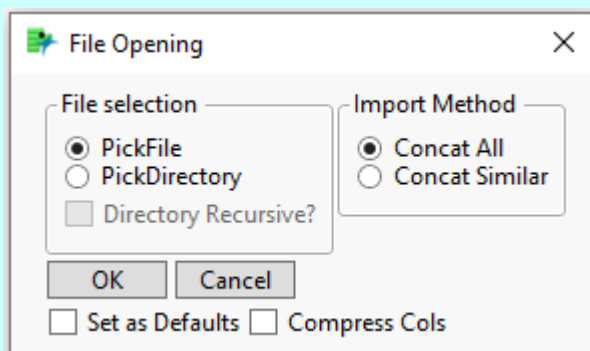 File Opening
File selection
PickFile
PickDirectory
Directory Recursive?
Import Method
Concat All
Concat Similar
OK Cancel
Set as Defaults Compress Cols